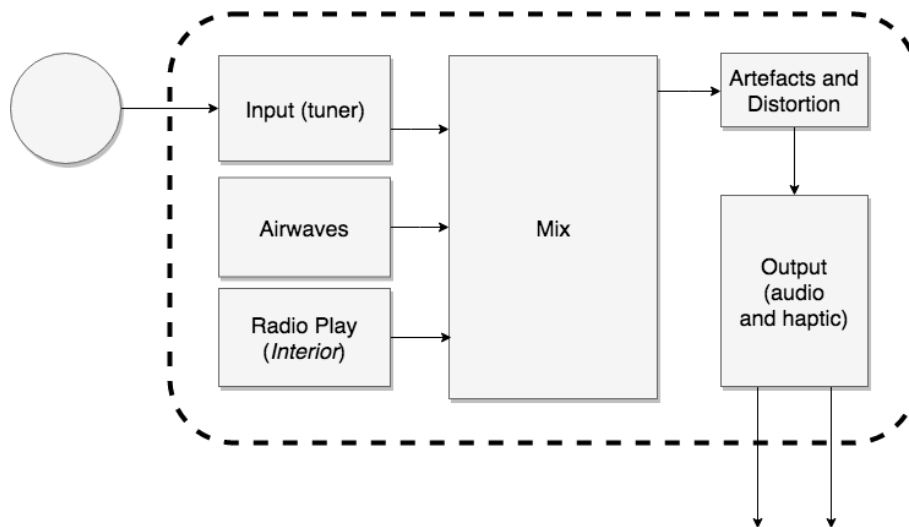 Input (tuner)
Airwaves
Radio Play
(Interior)
Mix
Artefacts and
Distortion
Output
(audio
and haptic)